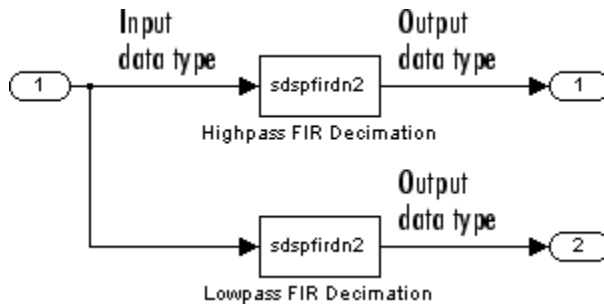 Input
data type
Output
data type
1
sdspfirdn2
1
Highpass FIR Decimation
Output
data type
sdspfirdn2
2
Lowpass FIR Decimation